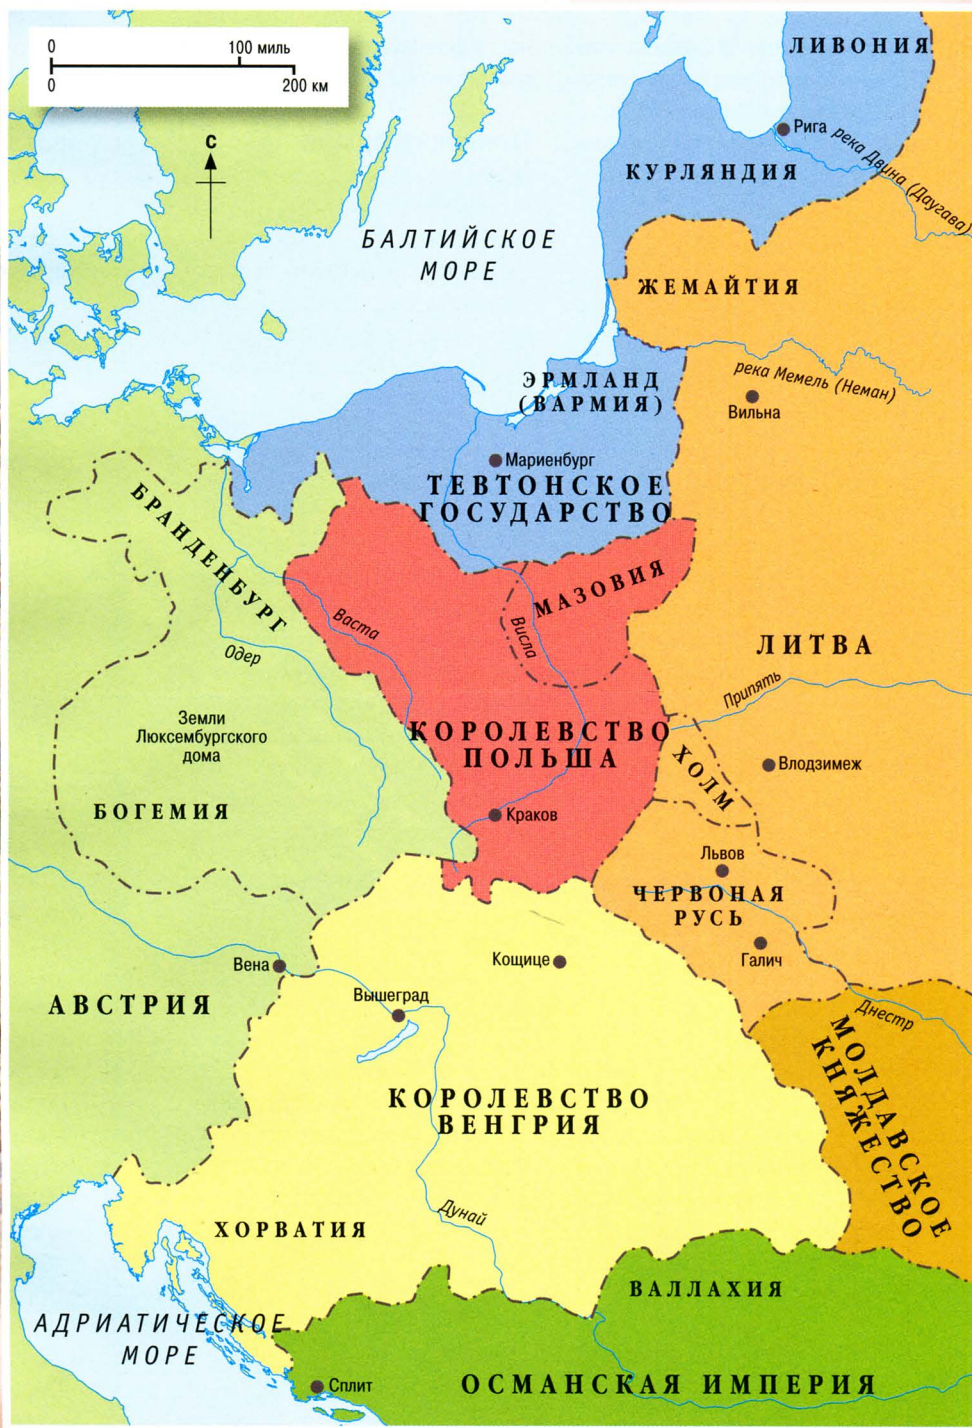 0 100 миль
0 200 км
С
ЛИВОНИЯ
Рига
река Двина (Даугава)
КУРЛЯНДИЯ
БАЛТИЙСКОЕ
МОРЕ
ЖЕМАЙТИЯ
река Мемель (Неман)
Вильна
ЭРМЛАНД
(ВАРМИЯ)
Мариенбург
ТЕВТОНСКОЕ
ГОСУДАРСТВО
БРАНДЕНБУРГ
МАЗОВИЯ
Васта
Висла
Одер
ЛИТВА
Припять
Земли
Люксембургского
дома
КОРОЛЕВСТВО
ПОЛЬША
ХОЛМ
Влодзимеж
БОГЕМИЯ
Краков
Львов
ЧЕРВОНАЯ
РУСЬ
Галич
Вена
Кощице
Вышеград
АВСТРИЯ
Днестр
МОЛДАВСКОЕ
КНЯЖЕСТВО
КОРОЛЕВСТВО
ВЕНГРИЯ
Дунай
ХОРВАТИЯ
ВАЛЛАХИЯ
АДРИАТИЧЕСКОЕ
МОРЕ
Сплит
ОСМАНСКАЯ ИМПЕРИЯ